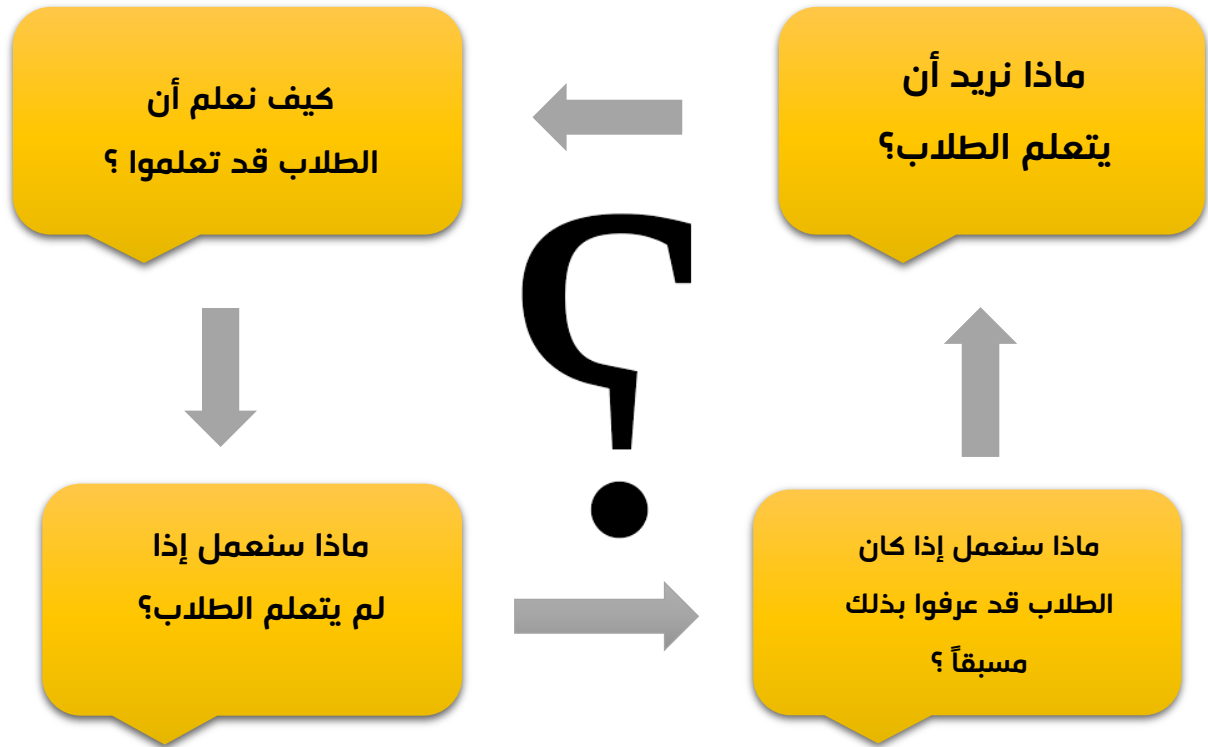 ماذا نريد أن
يتعلم الطلاب؟
كيف نعلم أن
الطلاب قد تعلموا ؟
؟
ماذا سنعمل إذا
لم يتعلم الطلاب؟
ماذا سنعمل إذا كان
الطلاب قد عرفوا بذلك
مسبقاً ؟